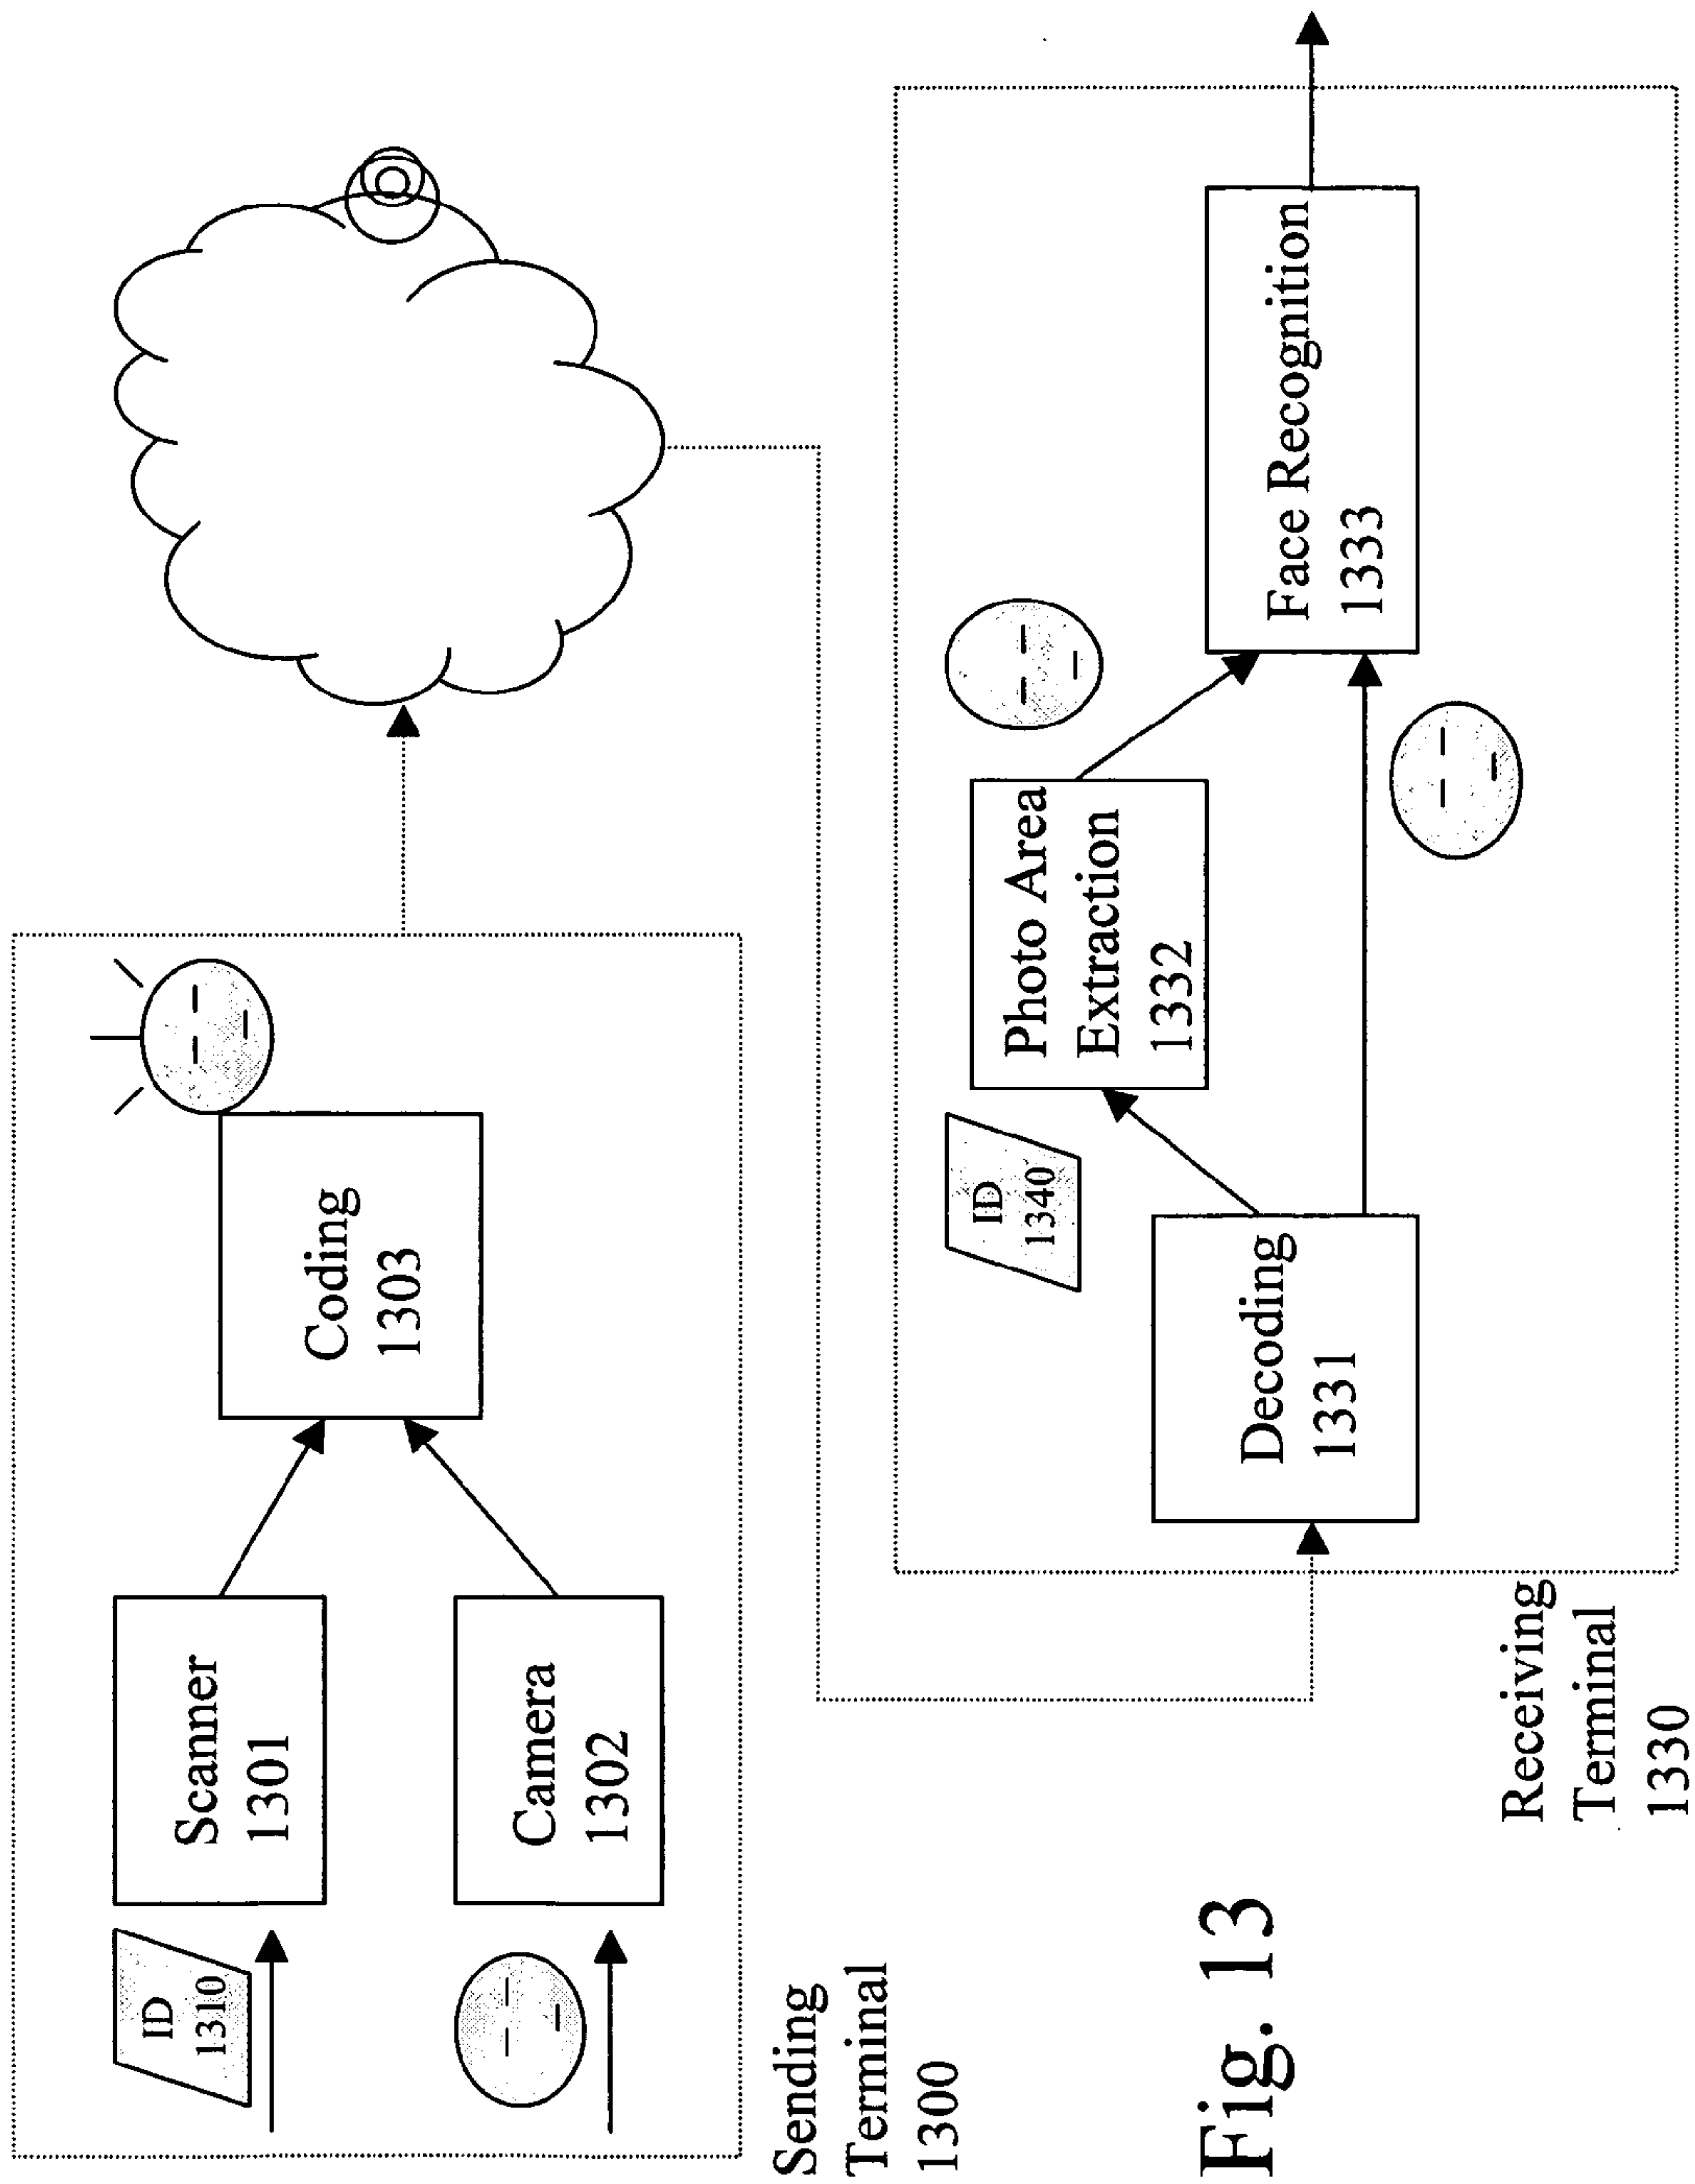 ID
1310
Scanner
1301
Camera
1302
Coding
1303
Sending
Terminal
1300
Decoding
1331
ID
1340
Photo Area
Extraction
1332
Face Recognition
1333
Receiving
Terminal
1330
Fig. 13